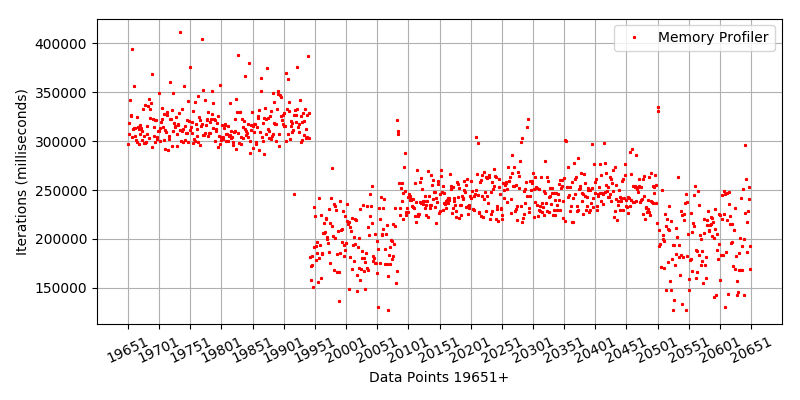 Memory Profiler
Iterations (milliseconds)
400000
350000
300000
250000
200000
150000
19651 19701 19751 19801 19851 19901 19951 20001 20051 20101 20151 20201 20251 20301 20351 20401 20451 20501 20551 20601 20651
Data Points 19651+